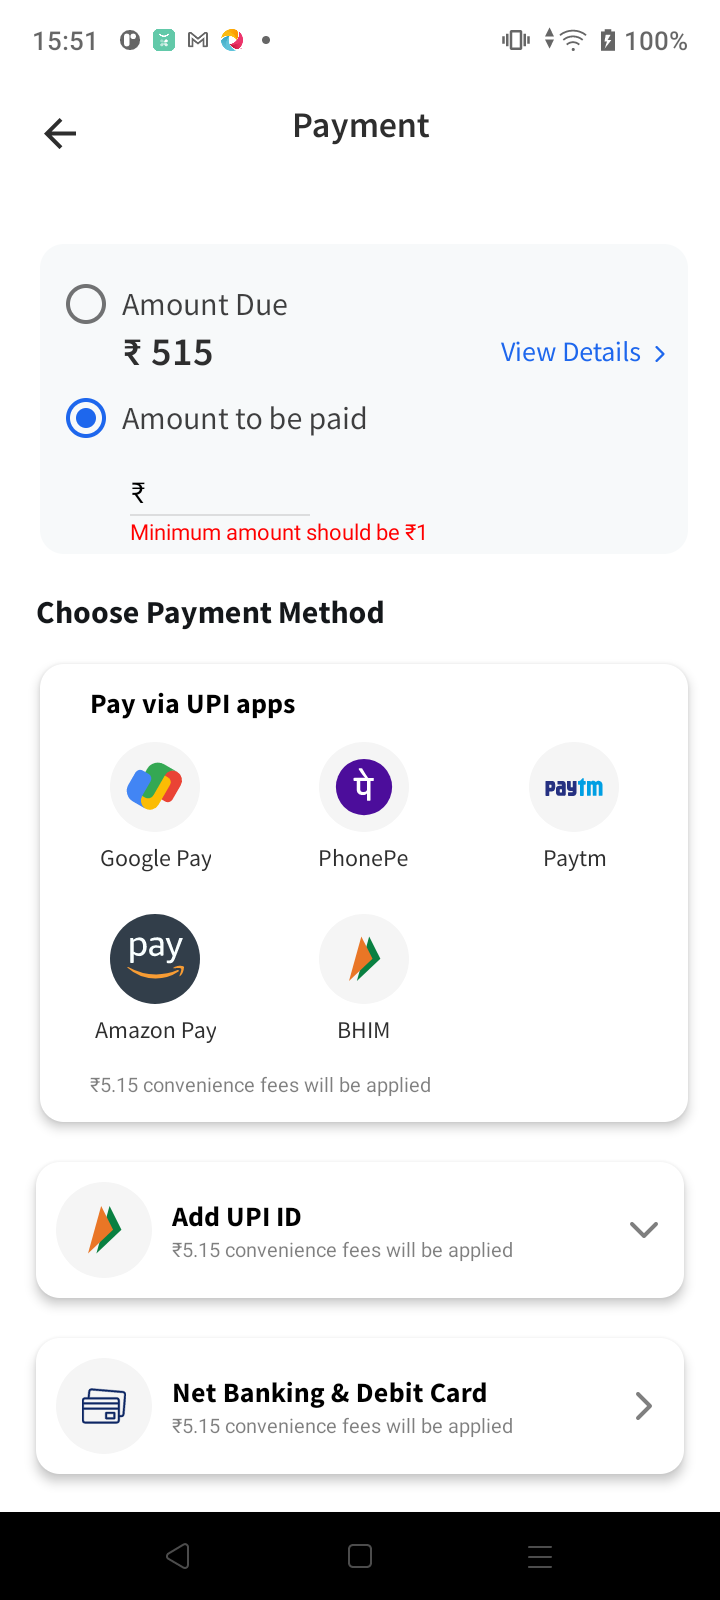 15:51
100%
Payment
Amount Due
₹ 515
View Details
Amount to be paid
₹
Minimum amount should be ₹1
Choose Payment Method
Pay via UPI apps
पे
paytm
Google Pay
PhonePe
Paytm
pay
Amazon Pay
BHIM
₹5.15 convenience fees will be applied
Add UPI ID
₹5.15 convenience fees will be applied
Net Banking & Debit Card
₹5.15 convenience fees will be applied